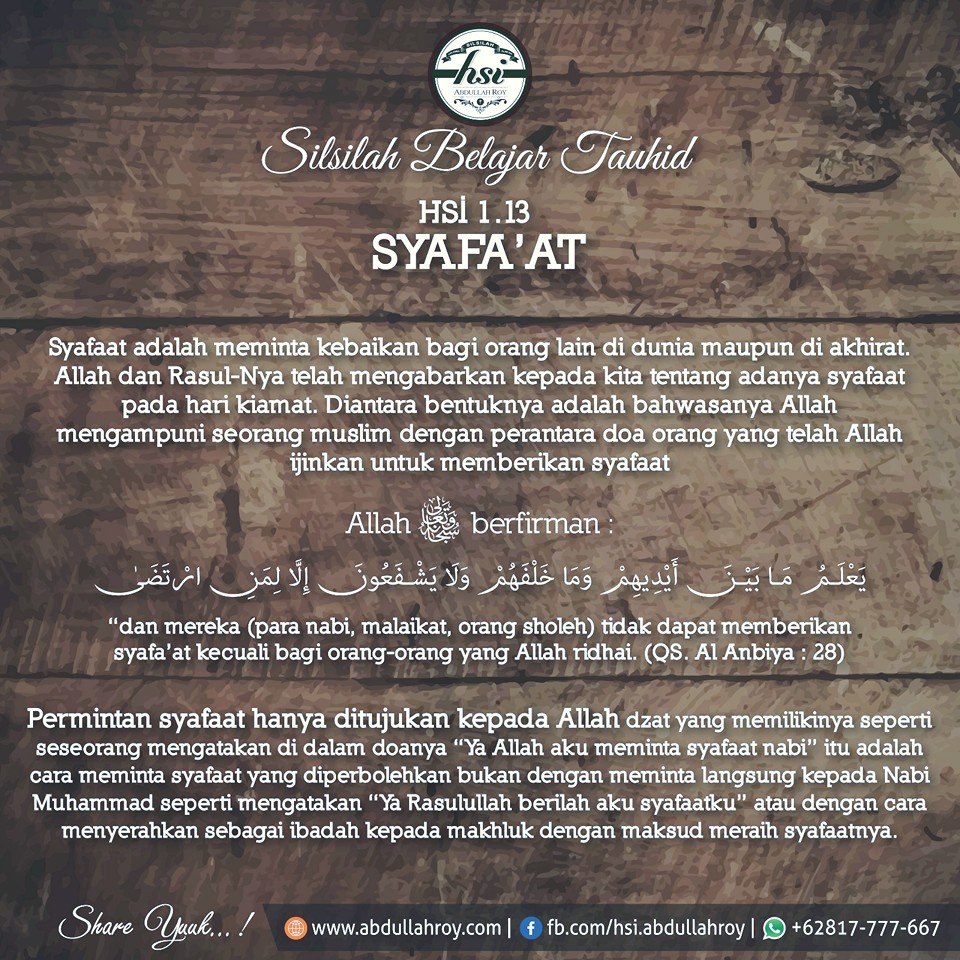 SILSILAH
hsi
ABDULLAH ROY
Silsilah Belajar Tauhid
HSİ 1.13
SYAFA'AT
Syafaat adalah meminta kebaikan bagi orang lain di dunia maupun di akhirat.
Allah dan Rasul-Nya telah mengabarkan kepada kita tentang adanya syafaat
pada hari kiamat. Diantara bentuknya adalah bahwasanya Allah
mengampuni seorang muslim dengan perantara doa orang yang telah Allah
ijinkan untuk memberikan syafaat
Allah سبحانه وتعالى berfirman :
يَعْلَمُ مَا بَيْنَ أَيْدِيهِمْ وَمَا خَلْفَهُمْ وَلَا يَشْفَعُونَ إِلَّا لِمَنِ ارْتَضَىٰ
“dan mereka (para nabi, malaikat, orang sholeh) tidak dapat memberikan
syafa'at kecuali bagi orang-orang yang Allah ridhai. (QS. Al Anbiya : 28)
Permintan syafaat hanya ditujukan kepada Allah dzat yang memilikinya seperti
seseorang mengatakan di dalam doanya “Ya Allah aku meminta syafaat nabi” itu adalah
cara meminta syafaat yang diperbolehkan bukan dengan meminta langsung kepada Nabi
Muhammad seperti mengatakan “Ya Rasulullah berilah aku syafaatku” atau dengan cara
menyerahkan sebagai ibadah kepada makhluk dengan maksud meraih syafaatnya.
Share Yuuk... ! www.abdullahroy.com | fb.com/hsi.abdullahroy | +62817-777-667